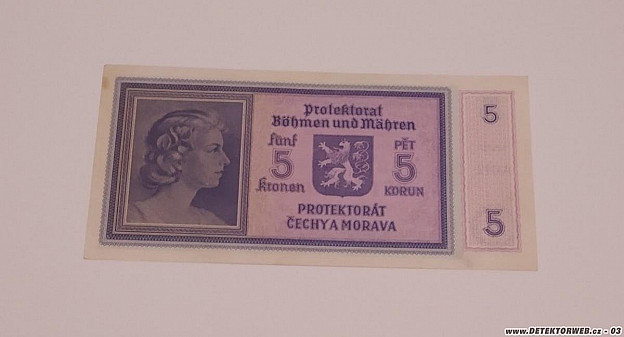 Protektorat
Böhmen und Mähren
fünf
5
Kronen
PĚT
5
KORUN
PROTEKTORÁT
ČECHY A MORAVA
5
5
www.DETEKTORWEB.cz - 03